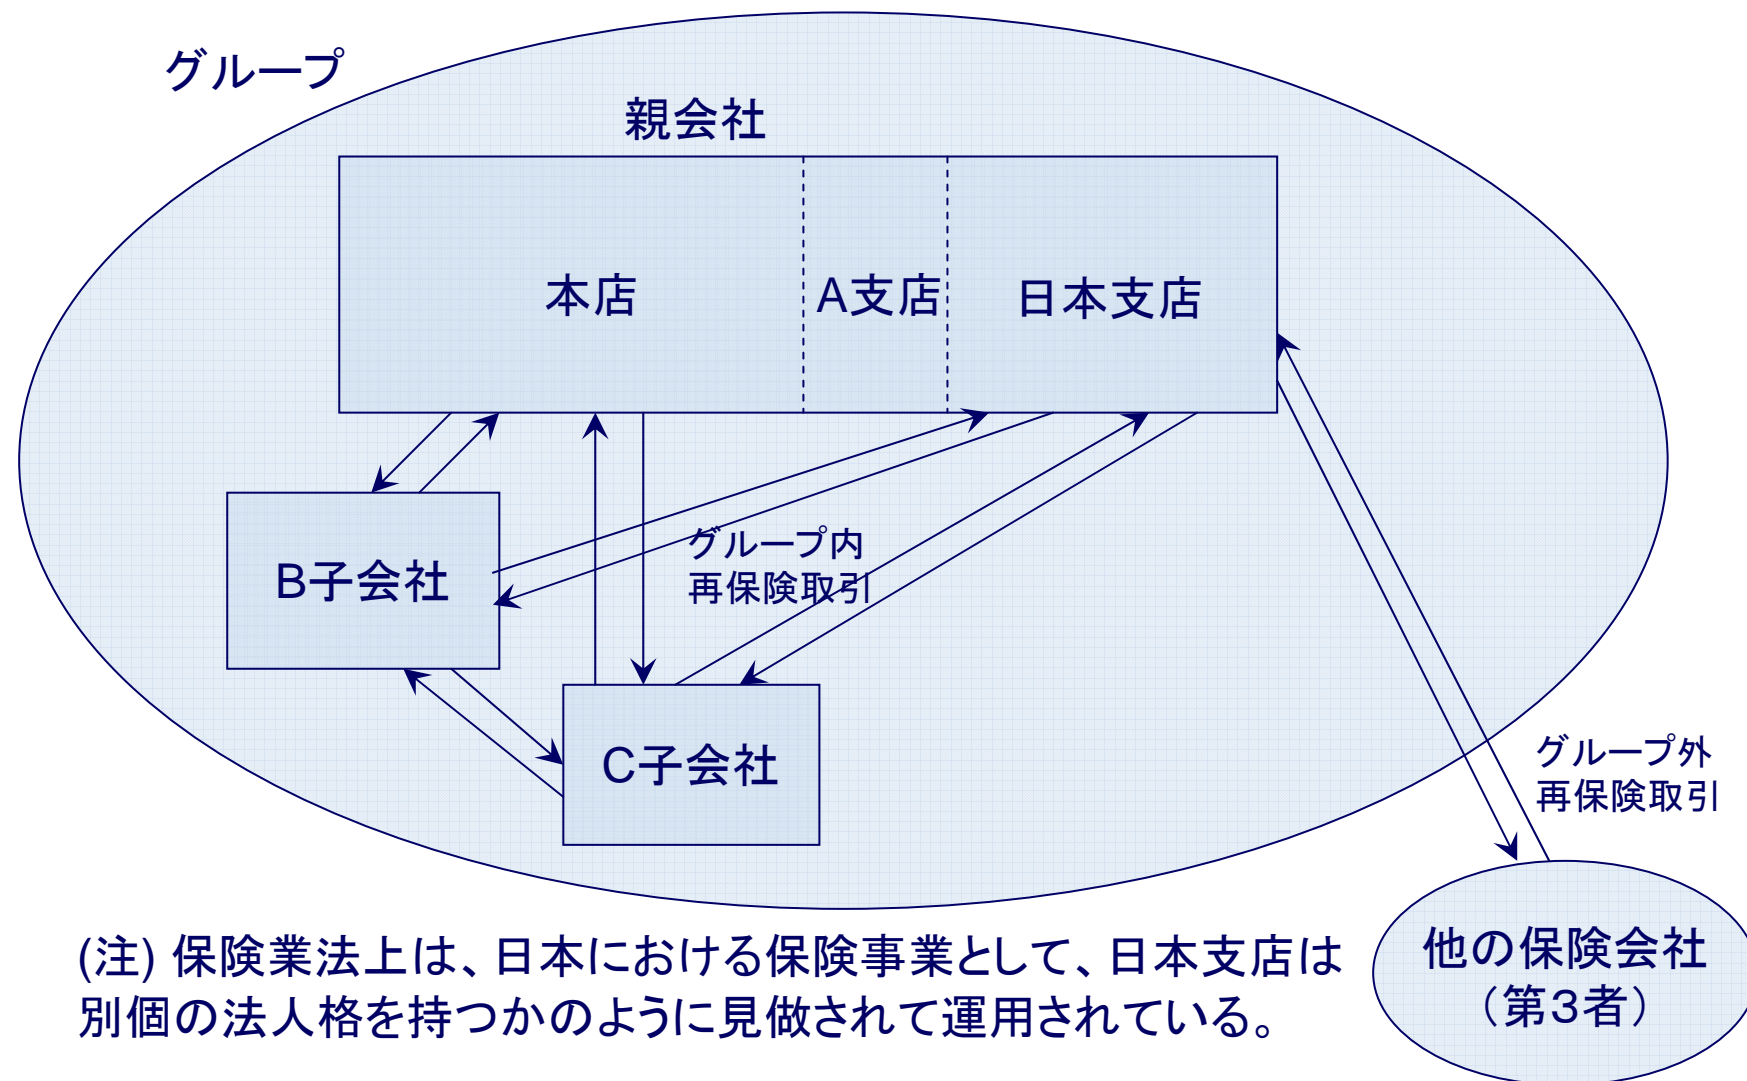 グループ
親会社
本店
A支店
日本支店
グループ内
再保険取引
B子会社
C子会社
グループ外
再保険取引
他の保険会社
（第３者）
(注) 保険業法上は、日本における保険事業として、日本支店は
別個の法人格を持つかのように見做されて運用されている。